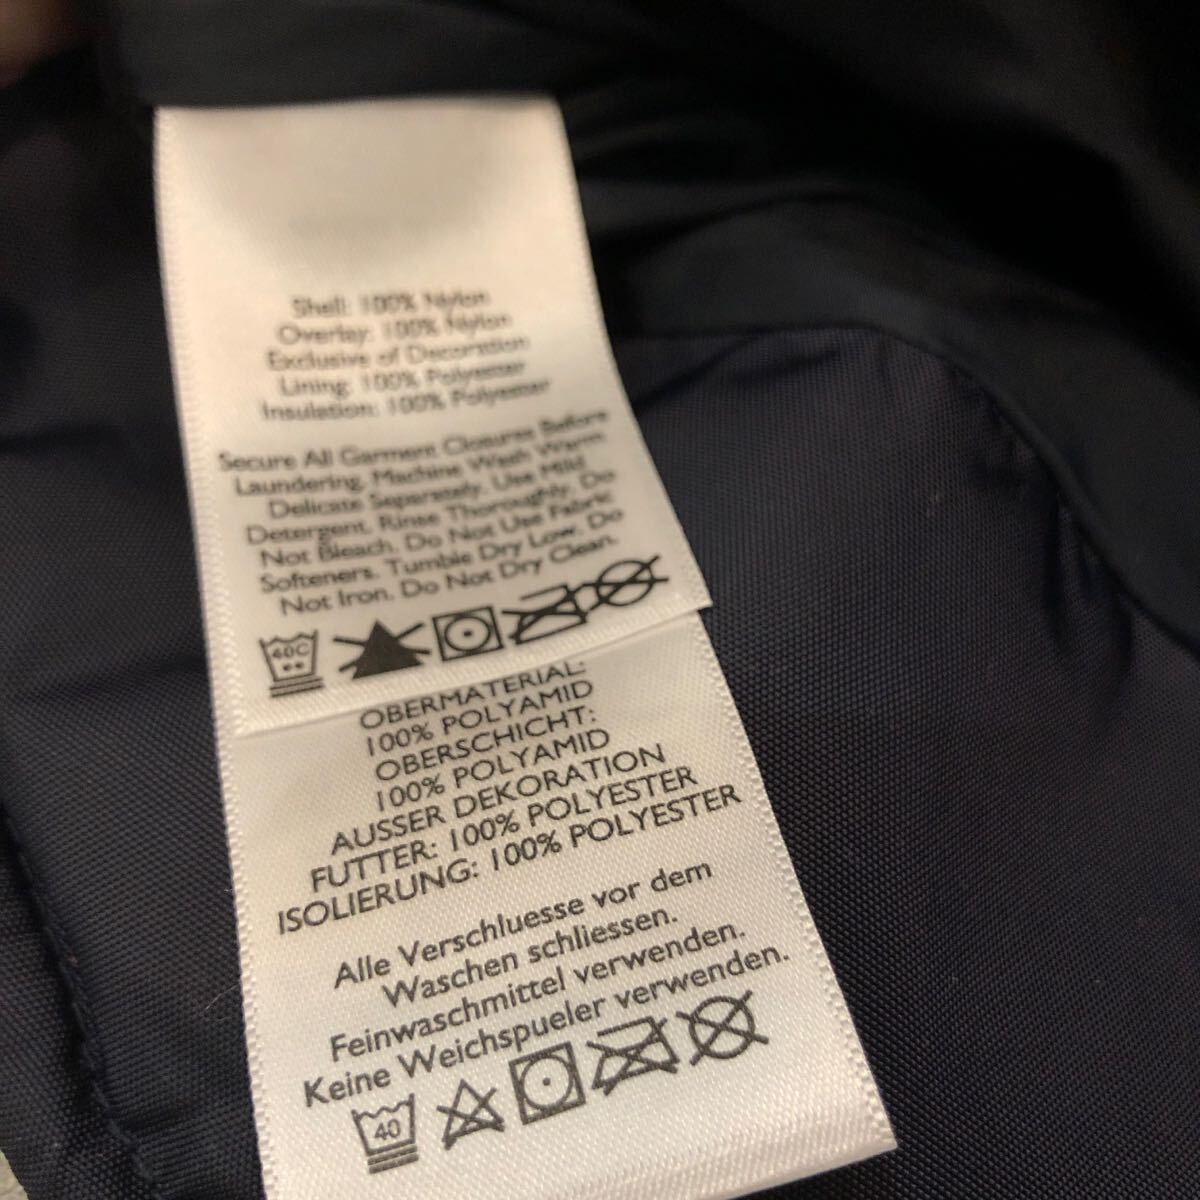 Shell: 100% Nylon
Overlay: 100% Nylon
Exclusive of Decoration
Lining: 100% Polyester
Insulation: 100% Polyester
Secure All Garment Closures Before
Laundering. Machine Wash Warm
Delicate Separately. Use Mild
Detergent. Rinse Thoroughly. Do
Not Bleach. Do Not Use Fabric
Softeners. Tumble Dry Low. Do
Not Iron. Do Not Dry Clean.
40C
OBERMATERIAL:
100% POLYAMID
OBERSCHICHT:
100% POLYAMID
AUSSER DEKORATION
FUTTER: 100% POLYESTER
ISOLIERUNG: 100% POLYESTER
Alle Verschluesse vor dem
Waschen schliessen.
Feinwaschmittel verwenden.
Keine Weichspueler verwenden.
40